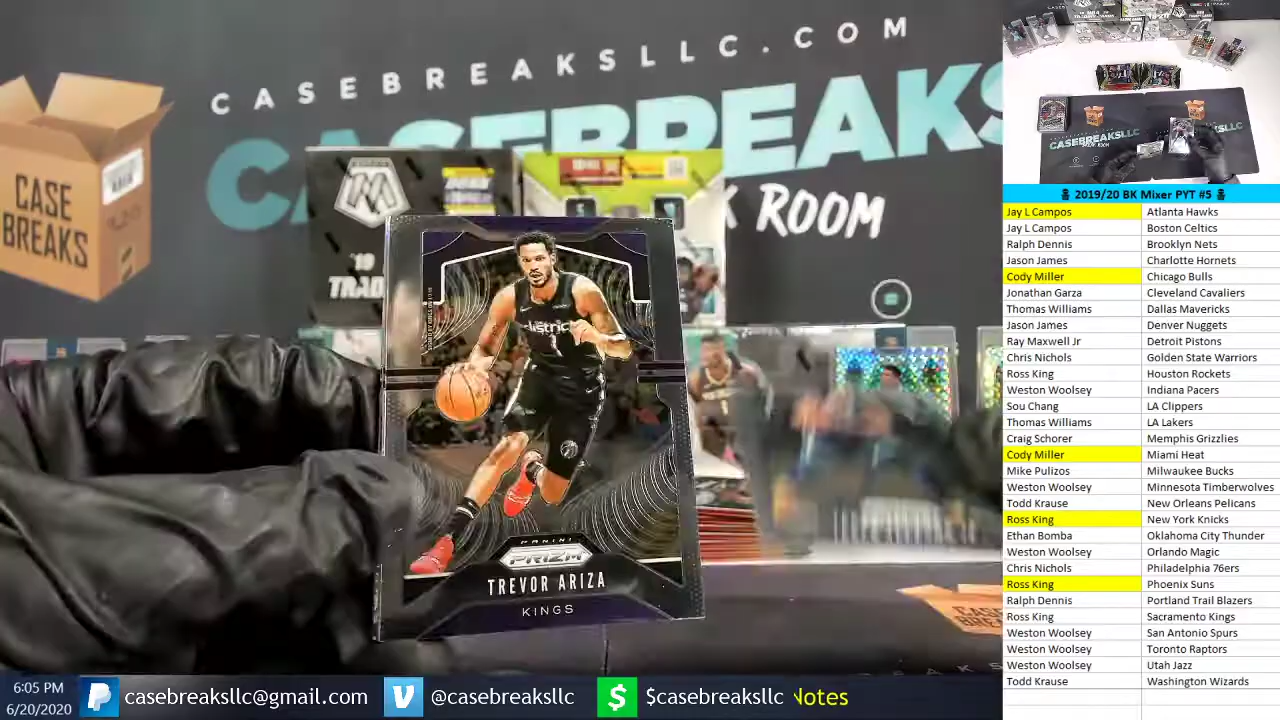 CASEBREAKSLLC.COM
CASEBREAKS
ROOM
CASE
BREAKS
'19
TRAD
district
1
PANINI
PRIZM
TREVOR ARIZA
KINGS
CASEBREAKSLLC
CASEBREAKSLLC
2019/20 BK Mixer PYT #5
Jay L Campos Atlanta Hawks
Jay L Campos Boston Celtics
Ralph Dennis Brooklyn Nets
Jason James Charlotte Hornets
Cody Miller Chicago Bulls
Jonathan Garza Cleveland Cavaliers
Thomas Williams Dallas Mavericks
Jason James Denver Nuggets
Ray Maxwell Jr Detroit Pistons
Chris Nichols Golden State Warriors
Ross King Houston Rockets
Weston Woolsey Indiana Pacers
Sou Chang LA Clippers
Thomas Williams LA Lakers
Craig Schorer Memphis Grizzlies
Cody Miller Miami Heat
Mike Pulizos Milwaukee Bucks
Weston Woolsey Minnesota Timberwolves
Todd Krause New Orleans Pelicans
Ross King New York Knicks
Ethan Bomba Oklahoma City Thunder
Weston Woolsey Orlando Magic
Chris Nichols Philadelphia 76ers
Ross King Phoenix Suns
Ralph Dennis Portland Trail Blazers
Ross King Sacramento Kings
Weston Woolsey San Antonio Spurs
Weston Woolsey Toronto Raptors
Weston Woolsey Utah Jazz
Todd Krause Washington Wizards
6:05 PM
6/20/2020
casebreaksllc@gmail.com
@casebreaksllc
$casebreaksllc
Notes